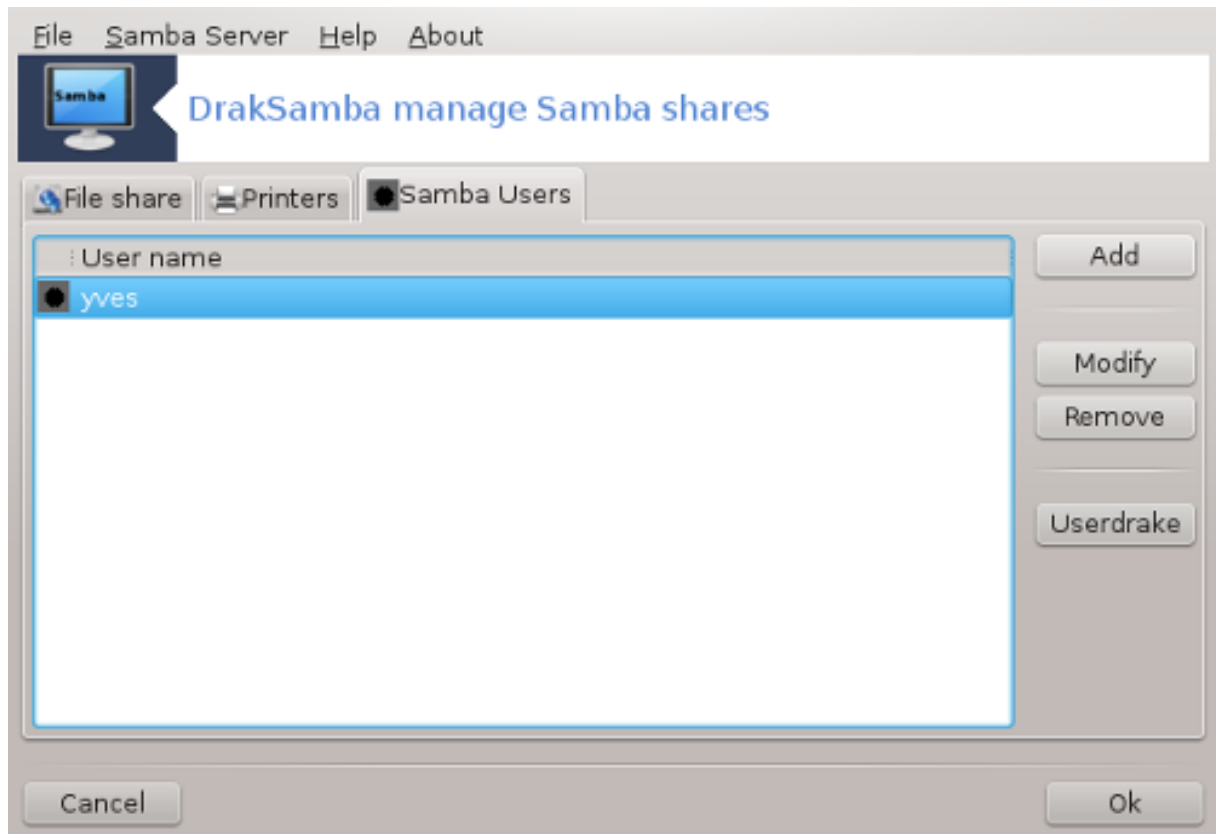 File Samba Server Help About
Samba
DrakSamba manage Samba shares
File share Printers Samba Users
User name
Add
yves
Modify
Remove
Userdrake
Cancel Ok